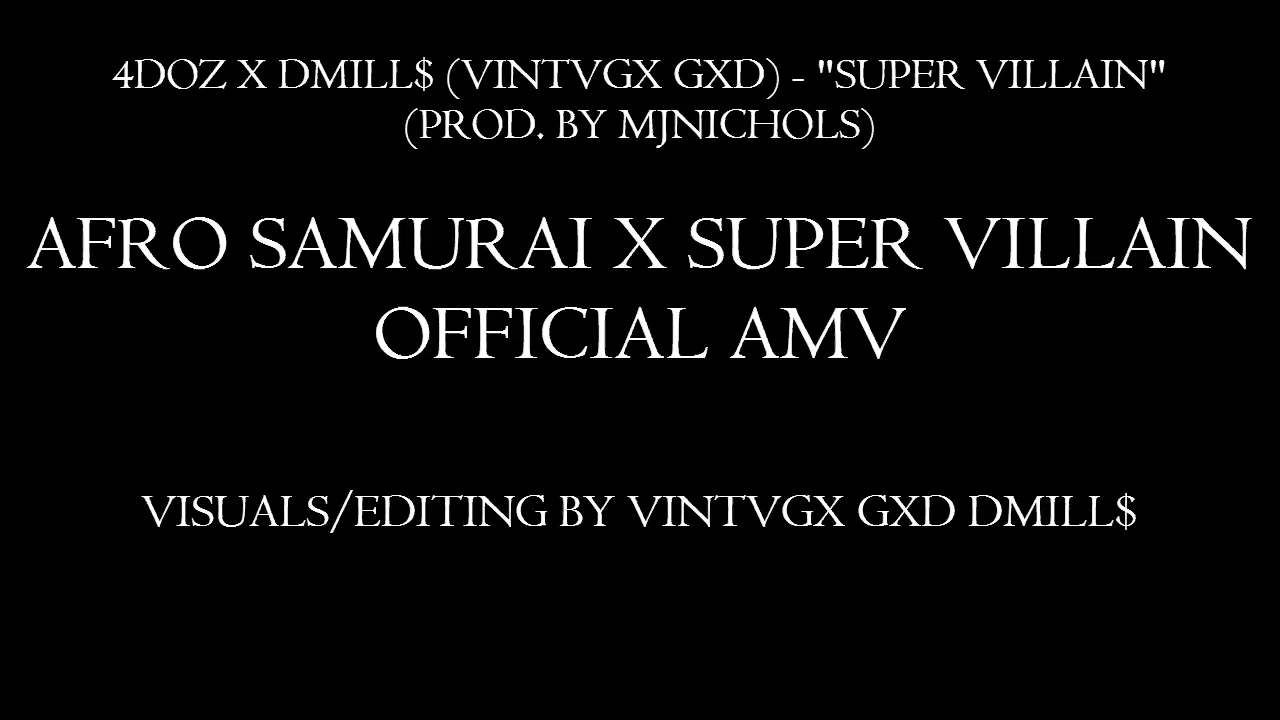 4DOZ X DMILL$ (VINTVGX GXD) - "SUPER VILLAIN"
(PROD. BY MJNICHOLS)
AFRO SAMURAI X SUPER VILLAIN
OFFICIAL AMV
VISUALS/EDITING BY VINTVGX GXD DMILL$